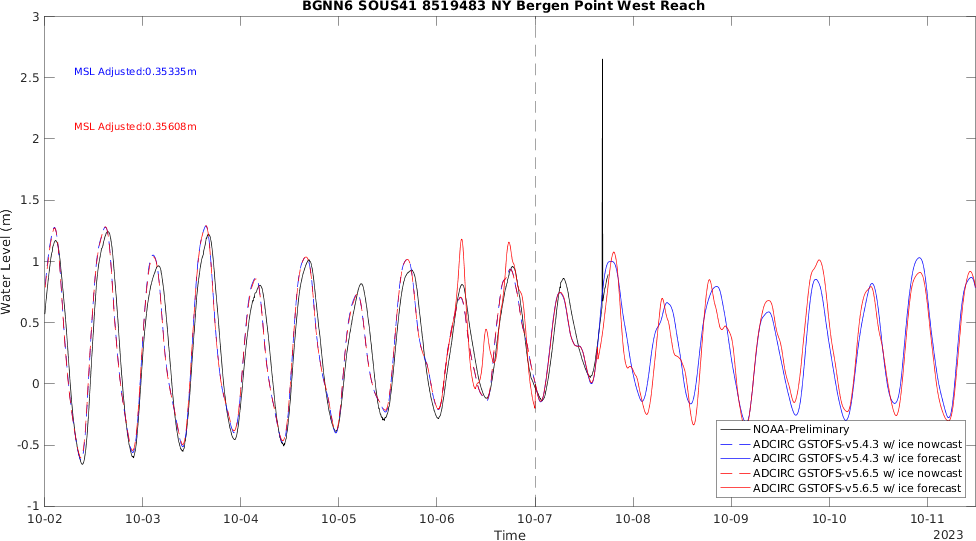 BGNN6 SOUS41 8519483 NY Bergen Point West Reach
3
2.5
2
1.5
1
0.5
0
-0.5
-1
Water Level (m)
MSL Adjusted:0.35335m
MSL Adjusted:0.35608m
NOAA-Preliminary
ADCIRC GSTOFS-v5.4.3 w/ ice nowcast
ADCIRC GSTOFS-v5.4.3 w/ ice forecast
ADCIRC GSTOFS-v5.6.5 w/ ice nowcast
ADCIRC GSTOFS-v5.6.5 w/ ice forecast
10-02 10-03 10-04 10-05 10-06 10-07 10-08 10-09 10-10 10-11
2023
Time